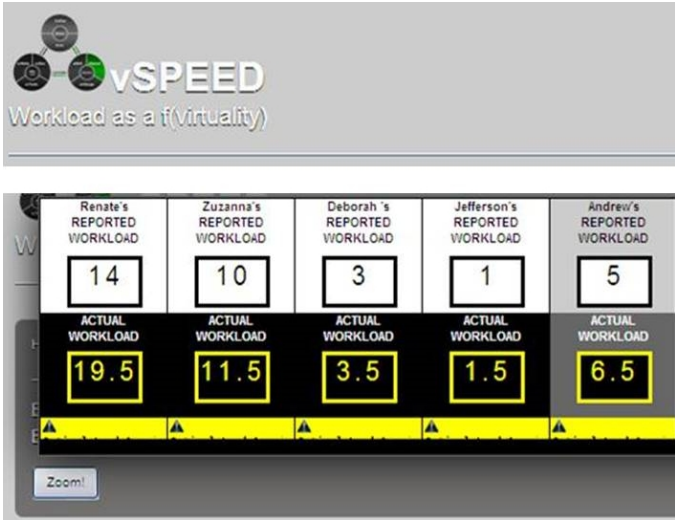 vSPEED
Workload as a f(virtuality)
Renate's
REPORTED
WORKLOAD
14
ACTUAL
WORKLOAD
19.5
Zuzanna's
REPORTED
WORKLOAD
10
ACTUAL
WORKLOAD
11.5
Deborah 's
REPORTED
WORKLOAD
3
ACTUAL
WORKLOAD
3.5
Jefferson's
REPORTED
WORKLOAD
1
ACTUAL
WORKLOAD
1.5
Andrew's
REPORTED
WORKLOAD
5
ACTUAL
WORKLOAD
6.5
Zoom!